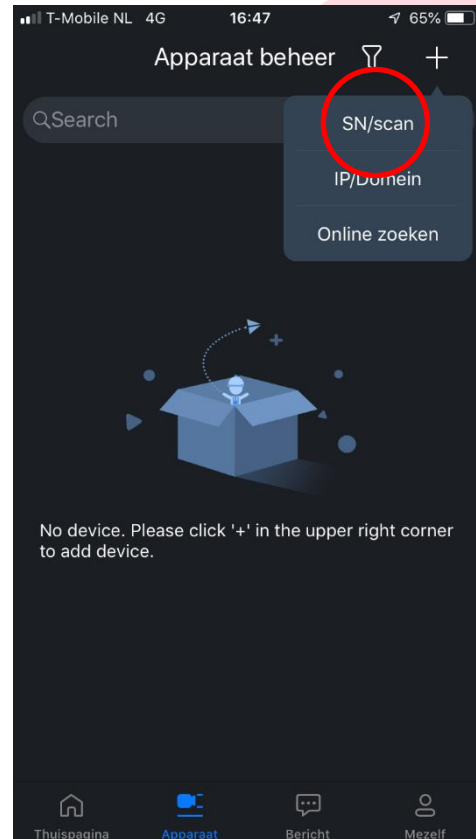 T-Mobile NL 4G 16:47 65%
Apparaat beheer
Search
SN/scan
IP/Domein
Online zoeken
No device. Please click '+' in the upper right corner
to add device.
Thuispagina Apparaat Bericht Mezelf